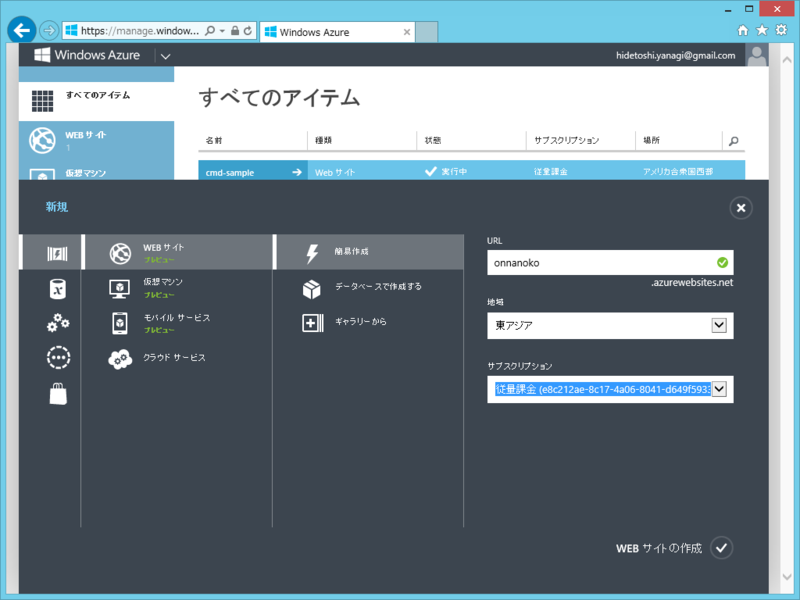 https://manage.window...
Windows Azure
Windows Azure
hidetoshi.yanagi@gmail.com
すべてのアイテム
WEB サイト
1
仮想マシン
すべてのアイテム
名前 種類 状態 サブスクリプション 場所
cmd-sample Web サイト 実行中 従量課金 アメリカ合衆国西部
新規
WEB サイト
プレビュー
仮想マシン
プレビュー
モバイル サービス
プレビュー
クラウド サービス
簡易作成
データベースで作成する
ギャラリーから
URL
onnanoko
.azurewebsites.net
地域
東アジア
サブスクリプション
従量課金 (e8c212ae-8c17-4a06-8041-d649f5933
WEB サイトの作成